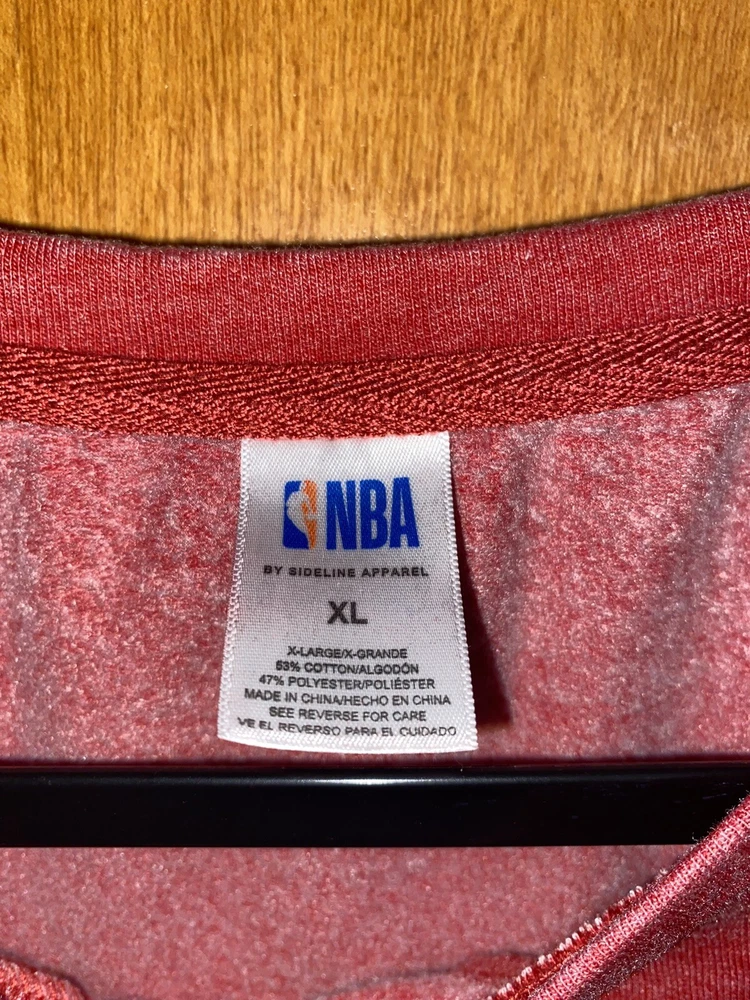 NBA
BY SIDELINE APPAREL
XL
X-LARGE/X-GRANDE
53% COTTON/ALGODÓN
47% POLYESTER/POLIÉSTER
MADE IN CHINA/HECHO EN CHINA
SEE REVERSE FOR CARE
VE EL REVERSO PARA EL CUIDADO